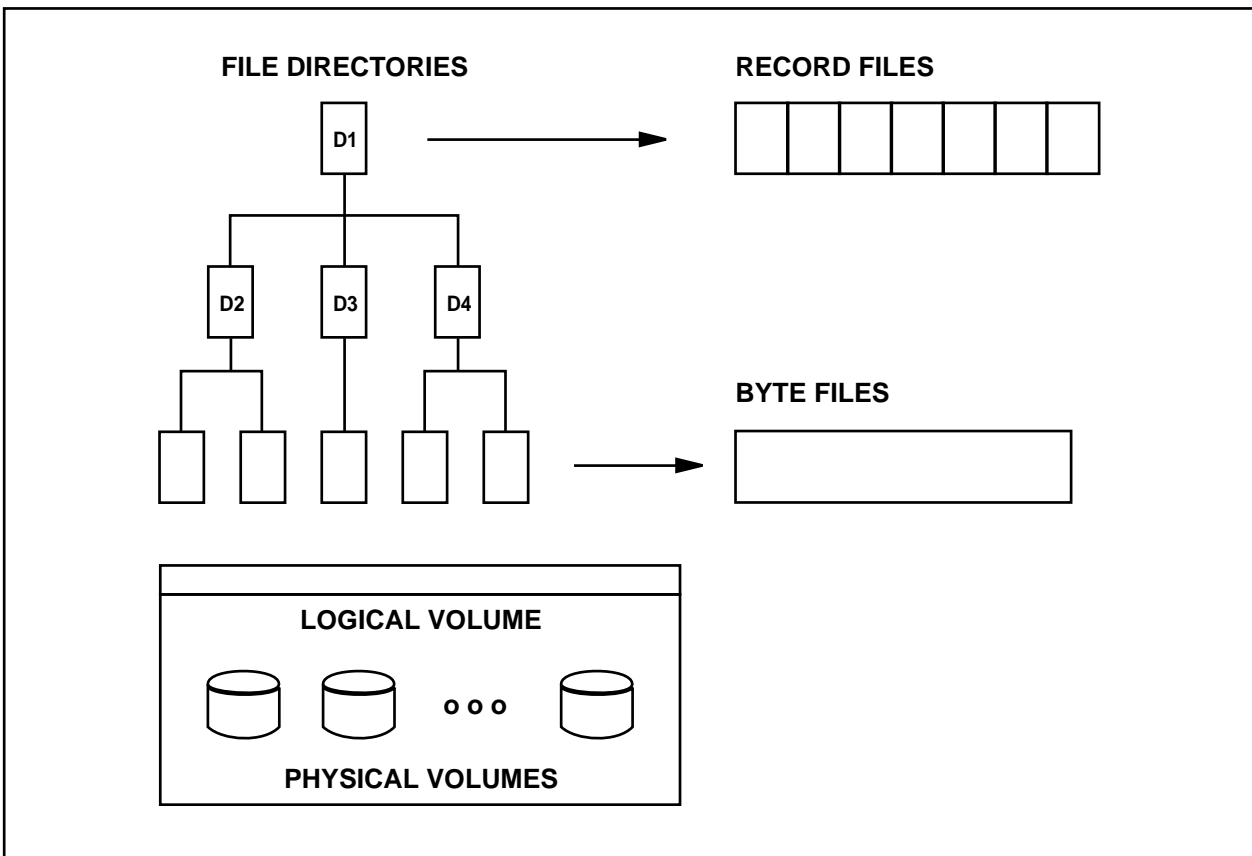 FILE DIRECTORIES
RECORD FILES
D1
D2
D3
D4
BYTE FILES
LOGICAL VOLUME
o o o
PHYSICAL VOLUMES